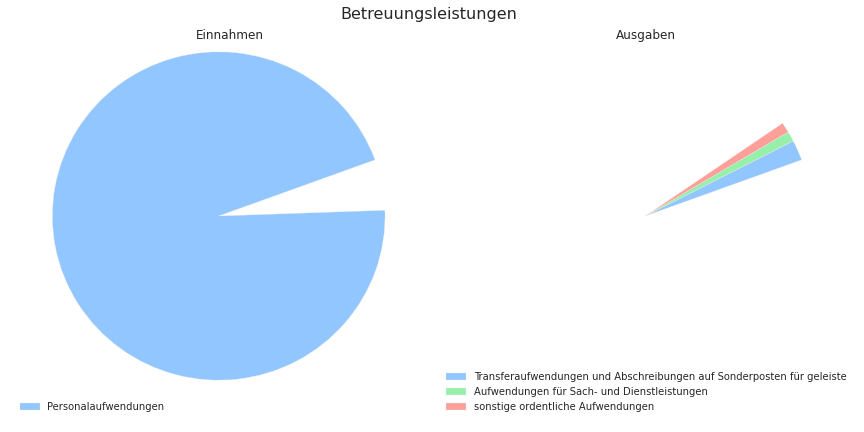 Betreuungsleistungen
Einnahmen
Ausgaben
Personalaufwendungen
Transferaufwendungen und Abschreibungen auf Sonderposten für geleiste
Aufwendungen für Sach- und Dienstleistungen
sonstige ordentliche Aufwendungen